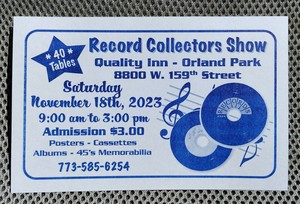 * 40 *
Tables
Record Collectors Show
Quality Inn - Orland Park
8800 W. 159th Street
Saturday
November 18th, 2023
9:00 am to 3:00 pm
Admission $3.00
Posters - Cassettes
Albums - 45's Memorabilia
773-585-6254